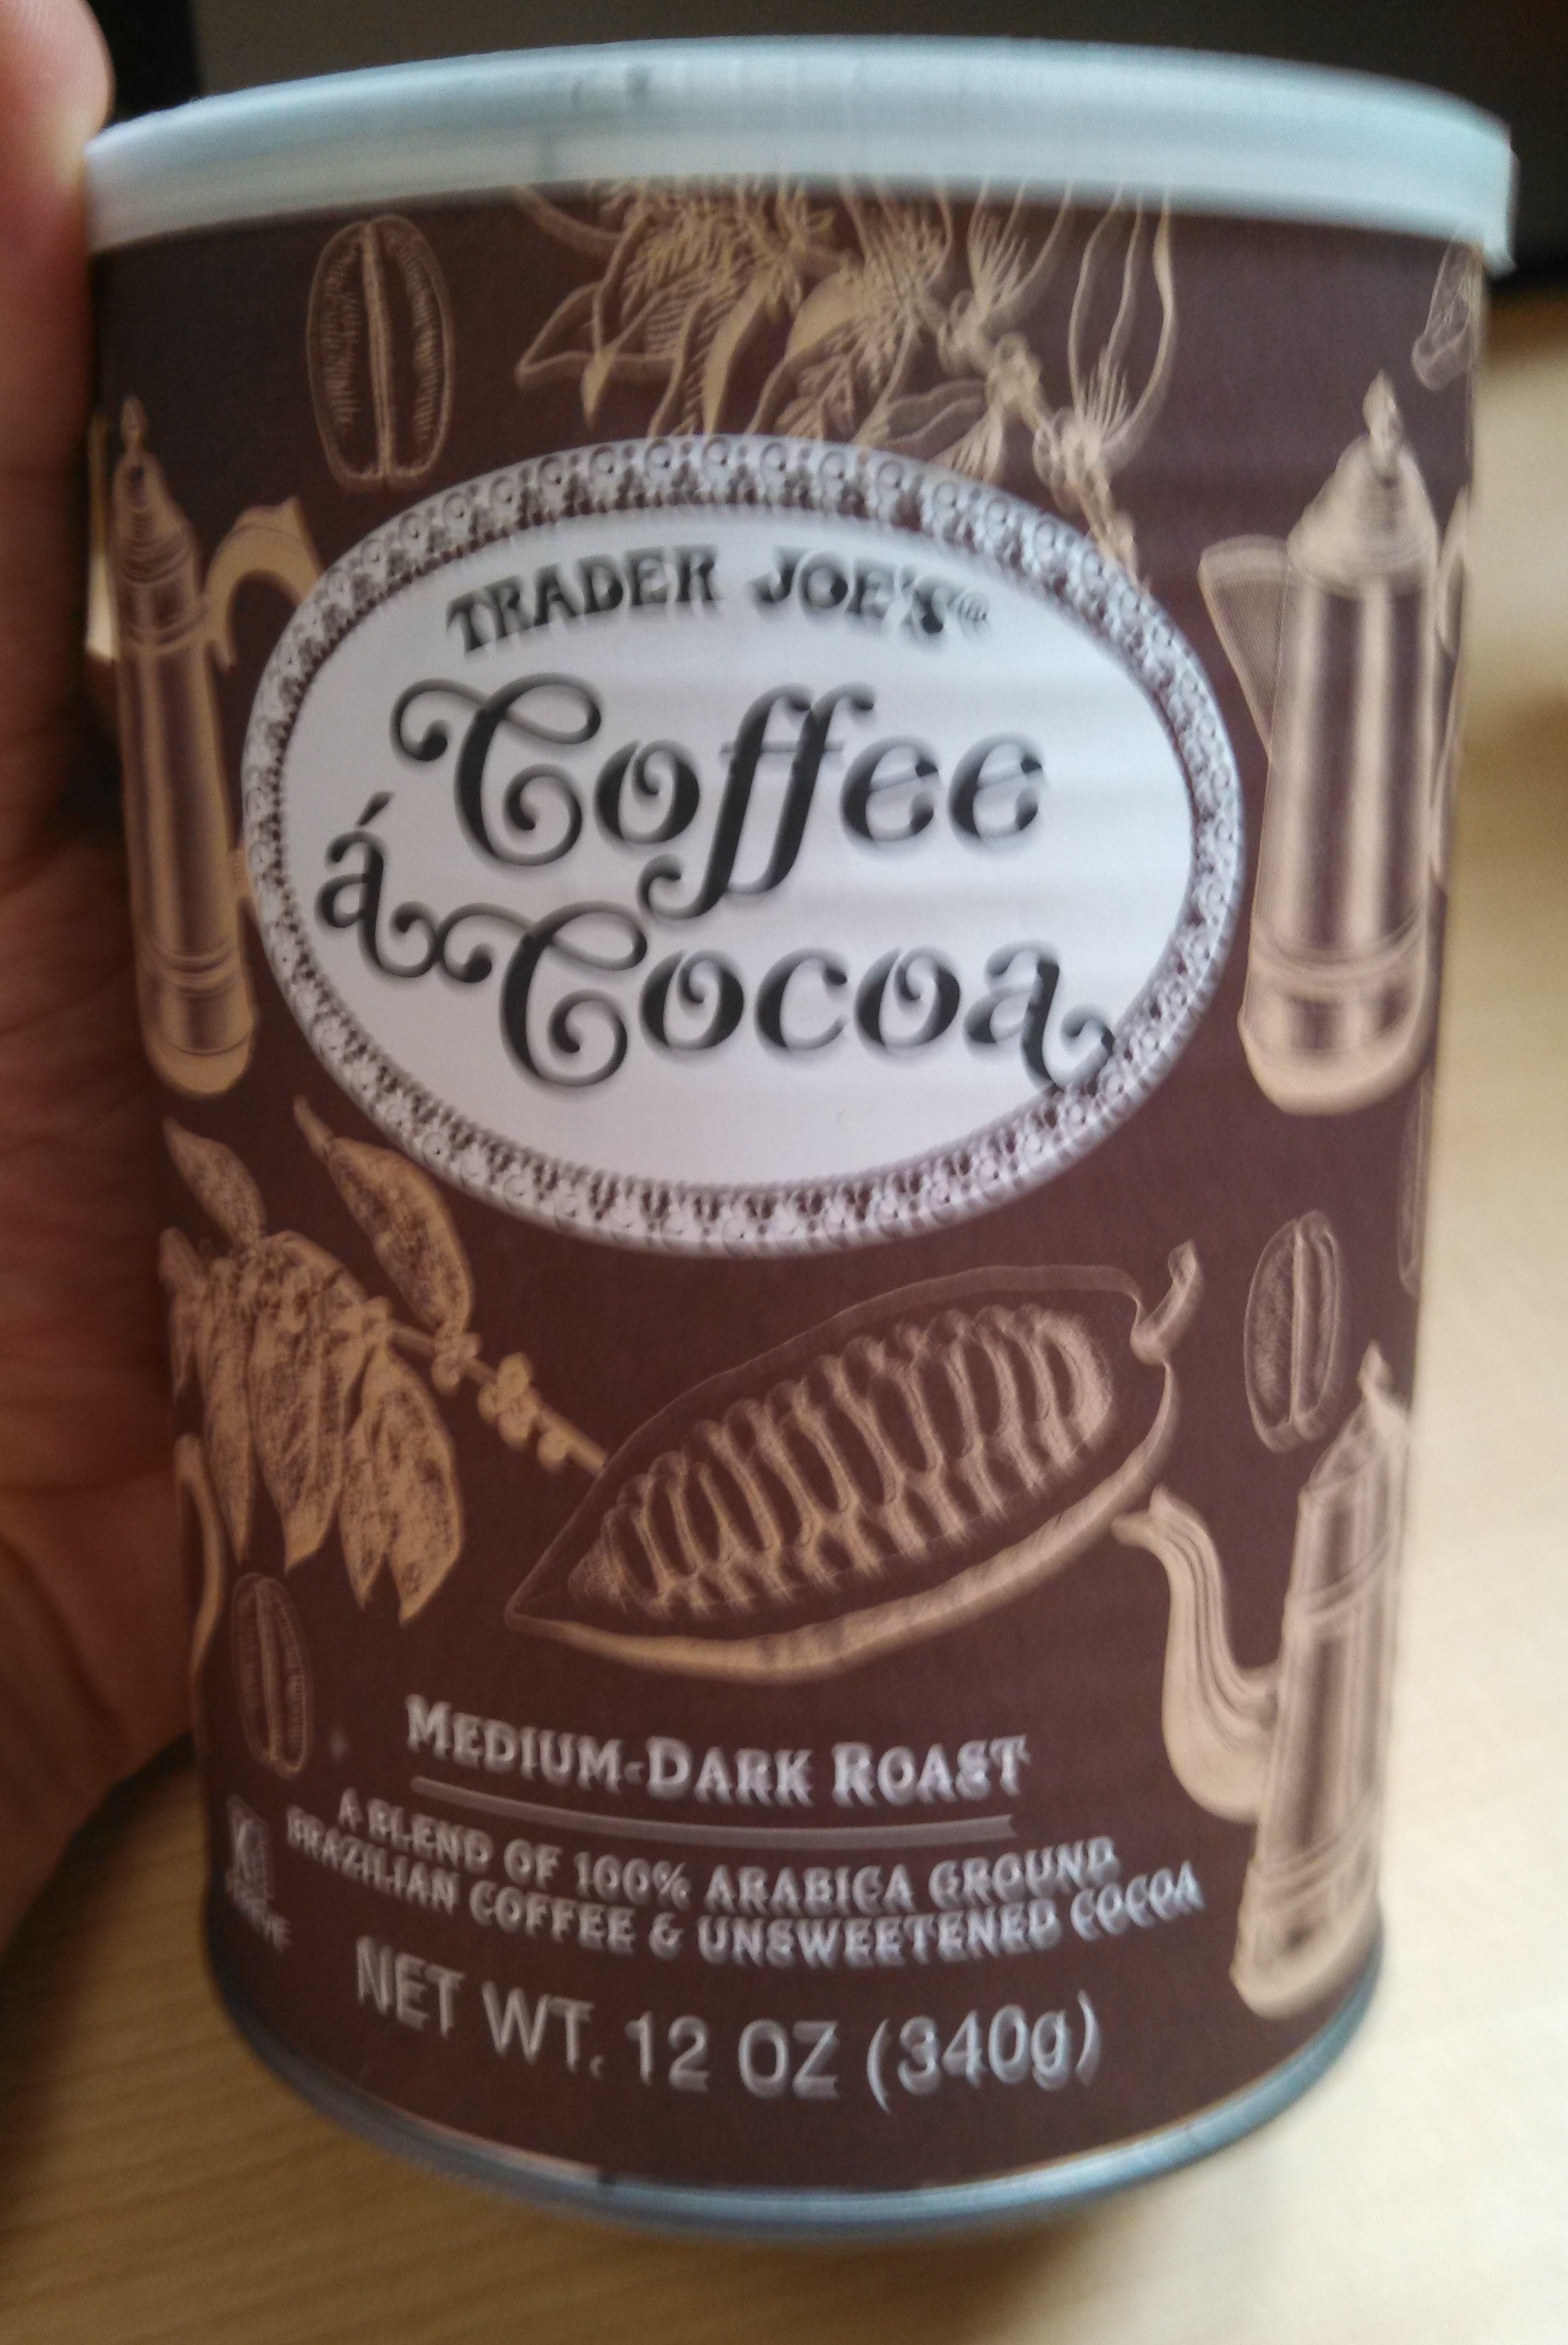 TRADER JOE'S®
Coffee
á Cocoa
MEDIUM-DARK ROAST
A BLEND OF 100% ARABICA GROUND
BRAZILIAN COFFEE & UNSWEETENED COCOA
NET WT. 12 OZ (340g)